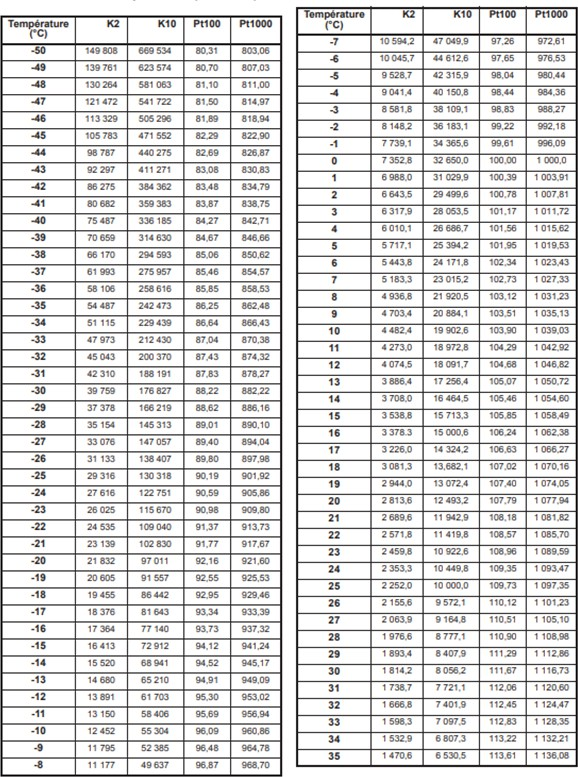 Température (°C) K2 K10 Pt100 Pt1000
-50 149 808 669 534 80,31 803,06
-49 139 761 623 574 80,70 807,03
-48 130 264 581 063 81,10 811,00
-47 121 472 541 722 81,50 814,97
-46 113 329 505 296 81,89 818,94
-45 105 783 471 552 82,29 822,90
-44 98 787 440 275 82,69 826,87
-43 92 297 411 271 83,08 830,83
-42 86 275 384 362 83,48 834,79
-41 80 682 359 383 83,87 838,75
-40 75 487 336 185 84,27 842,71
-39 70 659 314 630 84,67 846,66
-38 66 170 294 593 85,06 850,62
-37 61 993 275 957 85,46 854,57
-36 58 106 258 616 85,85 858,53
-35 54 487 242 473 86,25 862,48
-34 51 115 229 439 86,64 866,43
-33 47 973 212 430 87,04 870,38
-32 45 043 200 370 87,43 874,32
-31 42 310 188 191 87,83 878,27
-30 39 759 176 827 88,22 882,22
-29 37 378 166 219 88,62 886,16
-28 35 154 145 313 89,01 890,10
-27 33 076 147 057 89,40 894,04
-26 31 133 138 407 89,80 897,98
-25 29 316 130 318 90,19 901,92
-24 27 616 122 751 90,59 905,86
-23 26 025 115 670 90,98 909,80
-22 24 535 109 040 91,37 913,73
-21 23 139 102 830 91,77 917,67
-20 21 832 97 011 92,16 921,60
-19 20 605 91 557 92,55 925,53
-18 19 455 86 442 92,95 929,46
-17 18 376 81 643 93,34 933,39
-16 17 364 77 140 93,73 937,32
-15 16 413 72 912 94,12 941,24
-14 15 520 68 941 94,52 945,17
-13 14 680 65 210 94,91 949,09
-12 13 891 61 703 95,30 953,02
-11 13 150 58 406 95,69 956,94
-10 12 452 55 304 96,09 960,86
-9 11 795 52 385 96,48 964,78
-8 11 177 49 637 96,87 968,70
Température (°C) K2 K10 Pt100 Pt1000
-7 10 594,2 47 049,9 97,26 972,61
-6 10 045,7 44 612,6 97,65 976,53
-5 9 528,7 42 315,9 98,04 980,44
-4 9 041,4 40 150,8 98,44 984,36
-3 8 581,8 38 109,1 98,83 988,27
-2 8 148,2 36 183,1 99,22 992,18
-1 7 739,1 34 365,6 99,61 996,09
0 7 352,8 32 650,0 100,00 1 000,0
1 6 988,0 31 029,9 100,39 1 003,91
2 6 643,5 29 499,6 100,78 1 007,81
3 6 317,9 28 053,5 101,17 1 011,72
4 6 010,1 26 686,7 101,56 1 015,62
5 5 717,1 25 394,2 101,95 1 019,53
6 5 443,8 24 171,8 102,34 1 023,43
7 5 183,3 23 015,2 102,73 1 027,33
8 4 936,8 21 920,5 103,12 1 031,23
9 4 703,4 20 884,1 103,51 1 035,13
10 4 482,4 19 902,6 103,90 1 039,03
11 4 273,0 18 972,8 104,29 1 042,92
12 4 074,5 18 091,7 104,68 1 046,82
13 3 886,4 17 256,4 105,07 1 050,72
14 3 708,0 16 464,5 105,46 1 054,60
15 3 538,8 15 713,3 105,85 1 058,49
16 3 378.3 15 000,6 106,24 1 062,38
17 3 226,0 14 324,2 106,63 1 066,27
18 3 081,3 13,682,1 107,02 1 070,16
19 2 944,0 13 072,4 107,40 1 074,05
20 2 813,6 12 493,2 107,79 1 077,94
21 2 689,6 11 942,9 108,18 1 081,82
22 2 571,8 11 419,8 108,57 1 085,70
23 2 459,8 10 922,6 108,96 1 089,59
24 2 353,3 10 449,8 109,35 1 093,47
25 2 252,0 10 000,0 109,73 1 097,35
26 2 155,6 9 572,1 110,12 1 101,23
27 2 063,9 9 164,8 110,51 1 105,10
28 1 976,6 8 777,1 110,90 1 108,98
29 1 893,4 8 407,9 111,29 1 112,86
30 1 814,2 8 056,2 111,67 1 116,73
31 1 738,7 7 721,1 112,06 1 120,60
32 1 666,8 7 401,9 112,45 1 124,47
33 1 598,3 7 097,5 112,83 1 128,35
34 1 532,9 6 807,3 113,22 1 132,21
35 1 470,6 6 530,5 113,61 1 136,08